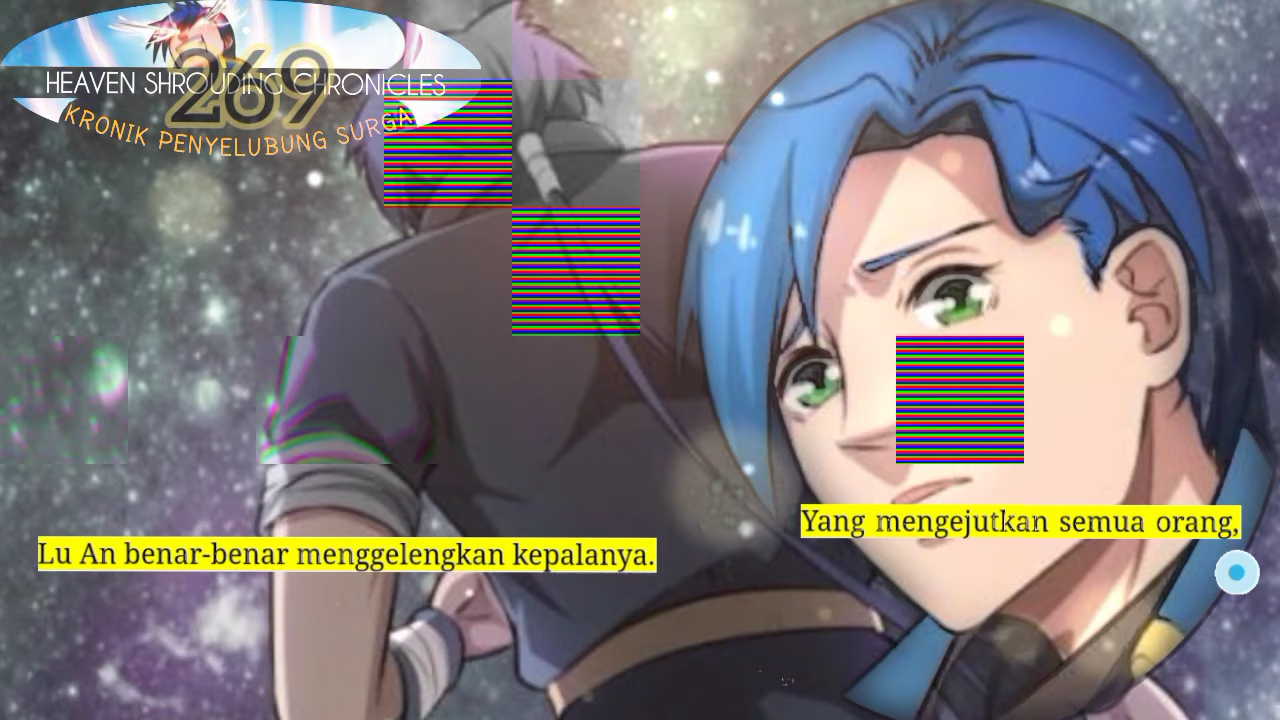 269
HEAVEN SHROUDING CHRONICLES
KRONIK PENYELUBUNG SURGA
Yang mengejutkan semua orang,
Lu An benar-benar menggelengkan kepalanya.